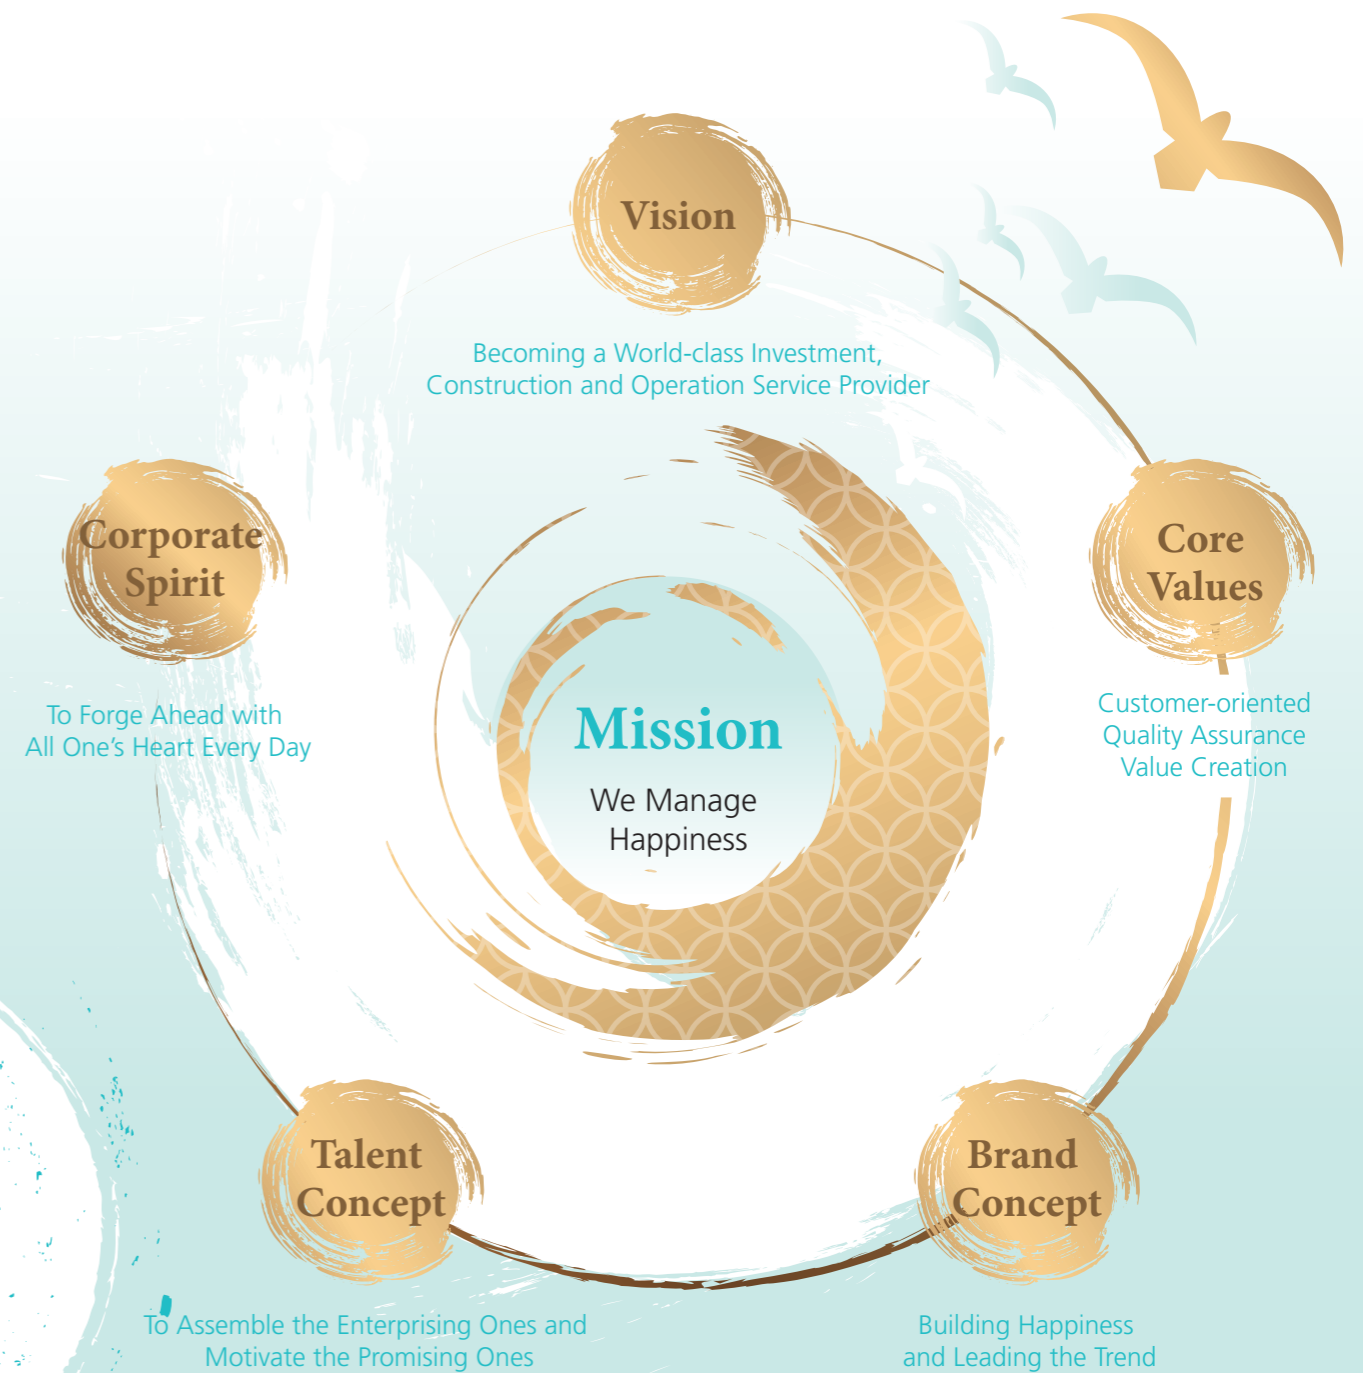 Vision
Becoming a World-class Investment,
Construction and Operation Service Provider
Corporate
Spirit
To Forge Ahead with
All One’s Heart Every Day
Core
Values
Customer-oriented
Quality Assurance
Value Creation
Mission
We Manage
Happiness
Talent
Concept
To Assemble the Enterprising Ones and
Motivate the Promising Ones
Brand
Concept
Building Happiness
and Leading the Trend